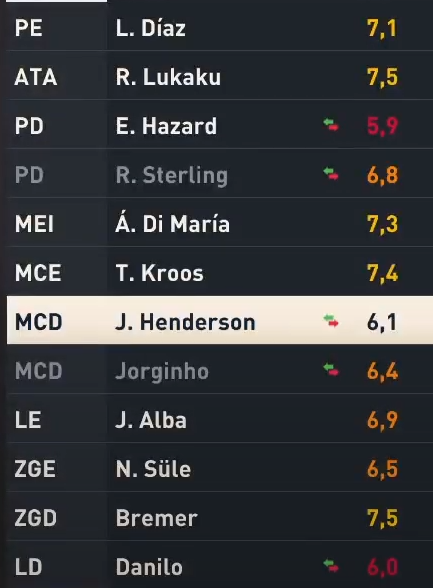 PE L. Díaz 7,1
ATA R. Lukaku 7,5
PD E. Hazard 5,9
PD R. Sterling 6,8
MEI Á. Di María 7,3
MCE T. Kroos 7,4
MCD J. Henderson 6,1
MCD Jorginho 6,4
LE J. Alba 6,9
ZGE N. Süle 6,5
ZGD Bremer 7,5
LD Danilo 6,0